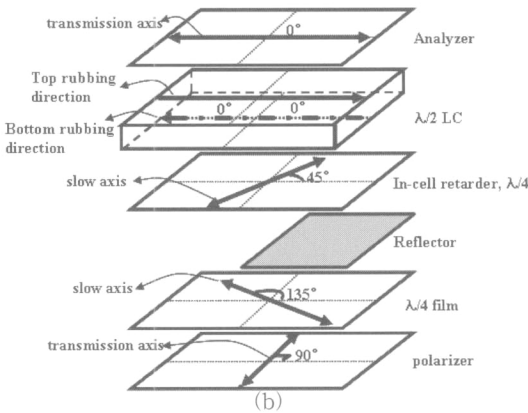 transmission axis
0°
Analyzer
Top rubbing
direction
0° 0°
λ/2 LC
Bottom rubbing
direction
slow axis
45°
In-cell retarder, λ/4
Reflector
slow axis
135°
λ/4 film
transmission axis
90°
polarizer
(b)